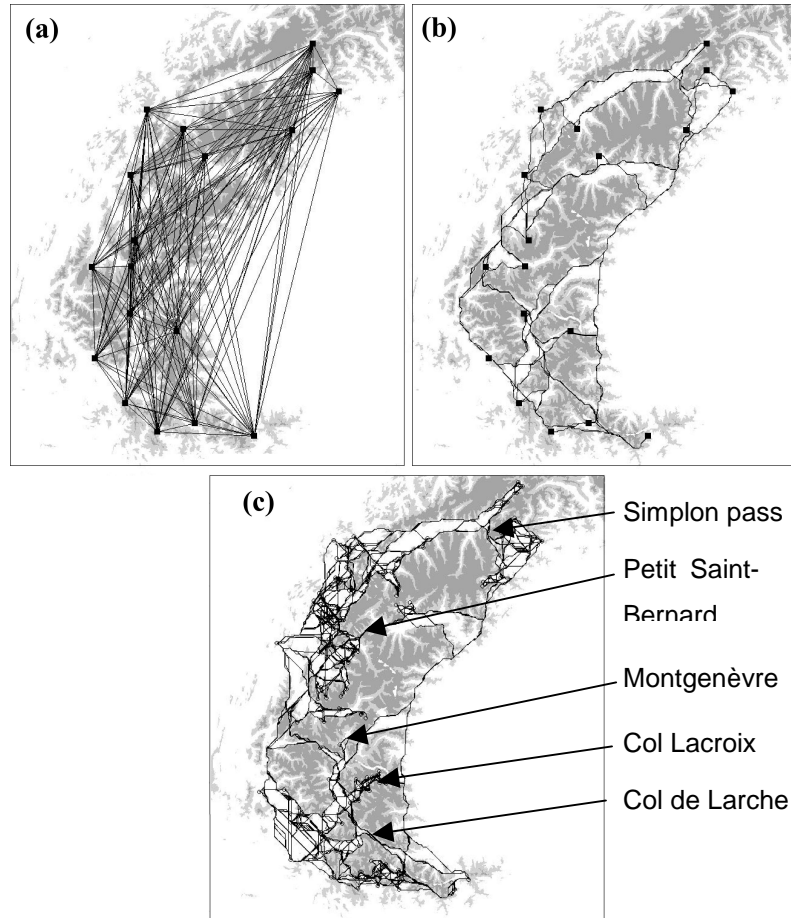 (a)
(b)
(c)
Simplon pass
Petit Saint-
Bernard
Montgenèvre
Col Lacroix
Col de Larche